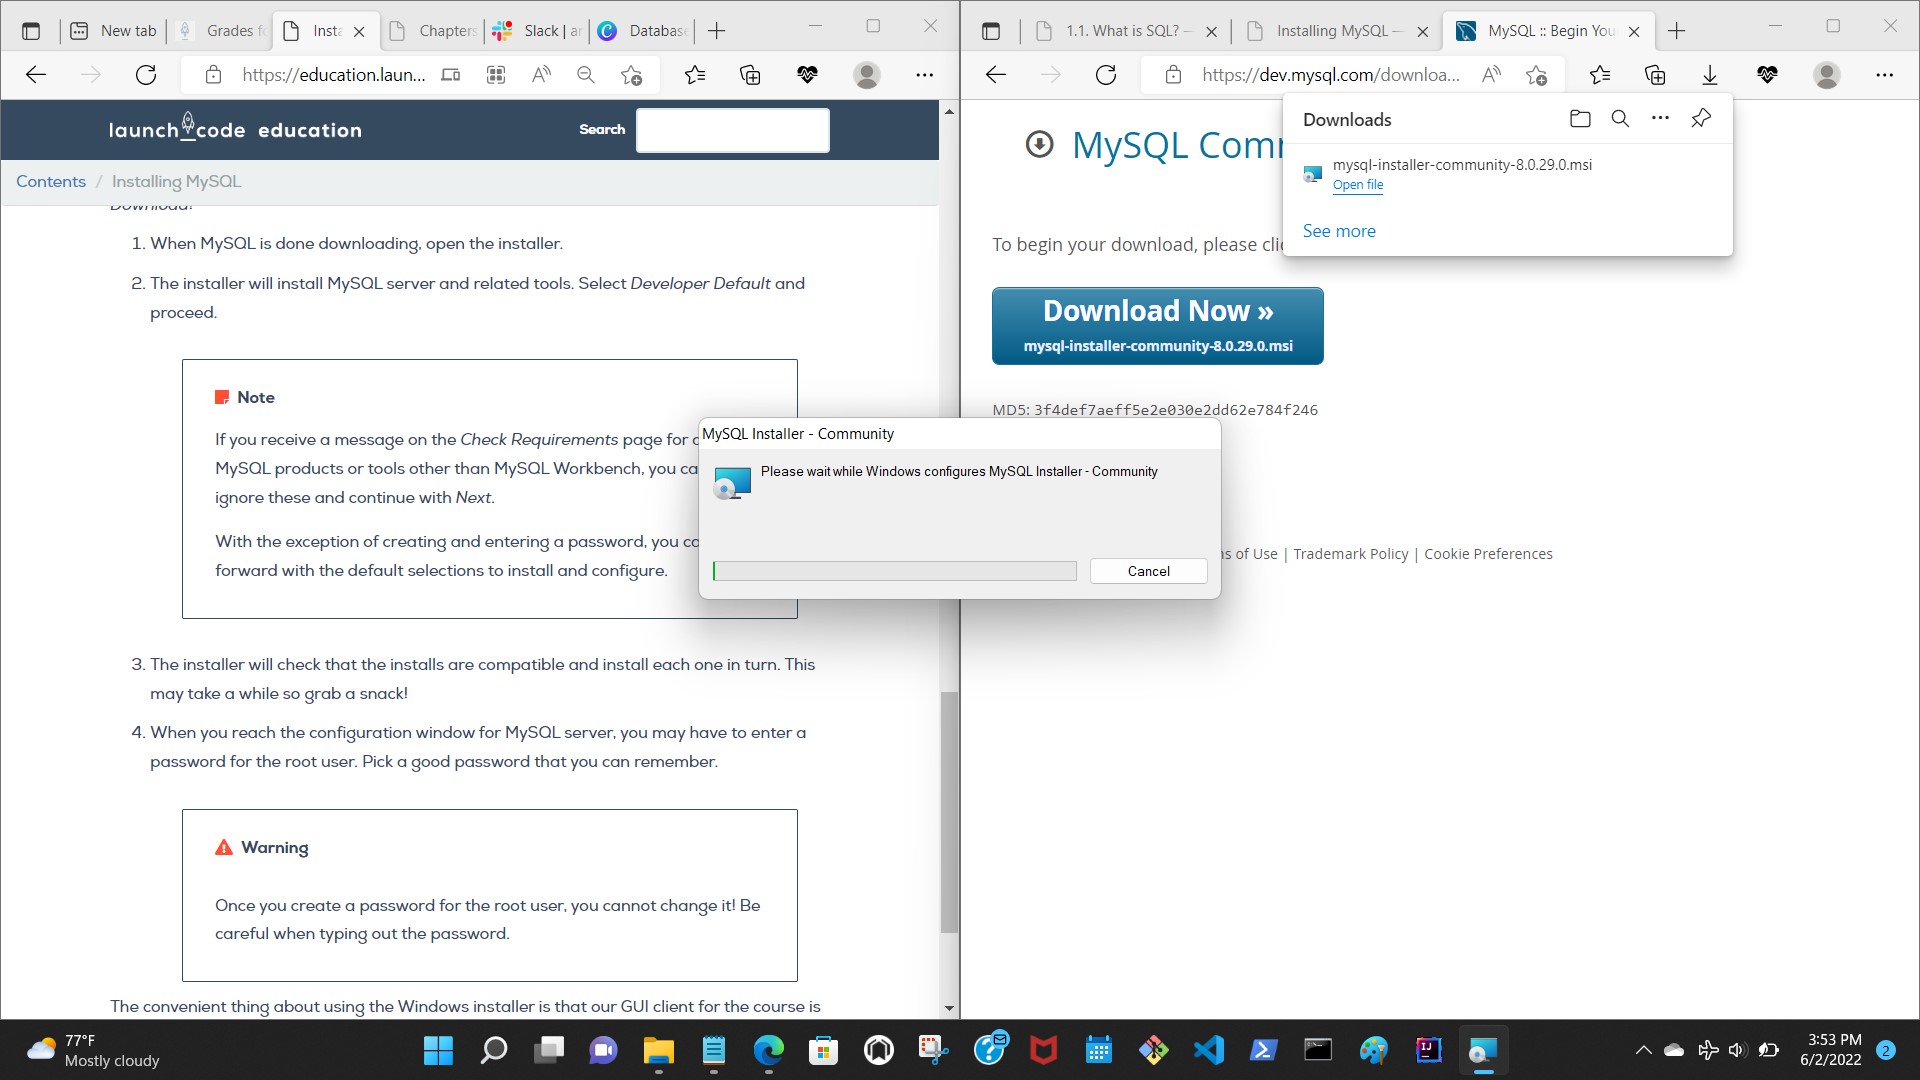 New tab
Grades f
Insta
Chapters
Slack | ar
Databas
https://education.laun...
launch code education
Search
Contents / Installing MySQL
Download!
1. When MySQL is done downloading, open the installer.
2. The installer will install MySQL server and related tools. Select Developer Default and
proceed.
Note
If you receive a message on the Check Requirements page for
MySQL products or tools other than MySQL Workbench, you ca
ignore these and continue with Next.
With the exception of creating and entering a password, you ca
forward with the default selections to install and configure.
3. The installer will check that the installs are compatible and install each one in turn. This
may take a while so grab a snack!
4. When you reach the configuration window for MySQL server, you may have to enter a
password for the root user. Pick a good password that you can remember.
Warning
Once you create a password for the root user, you cannot change it! Be
careful when typing out the password.
The convenient thing about using the Windows installer is that our GUI client for the course is
1.1. What is SQL? —
Installing MySQL —
MySQL :: Begin You
https://dev.mysql.com/downloa...
Downloads
mysql-installer-community-8.0.29.0.msi
Open file
See more
MySQL Comm
To begin your download, please clic
Download Now »
mysql-installer-community-8.0.29.0.msi
MD5: 3f4def7aeff5e2e030e2dd62e784f246
MySQL Installer - Community
Please wait while Windows configures MySQL Installer - Community
Cancel
s of Use | Trademark Policy | Cookie Preferences
77°F
Mostly cloudy
3:53 PM
6/2/2022
2